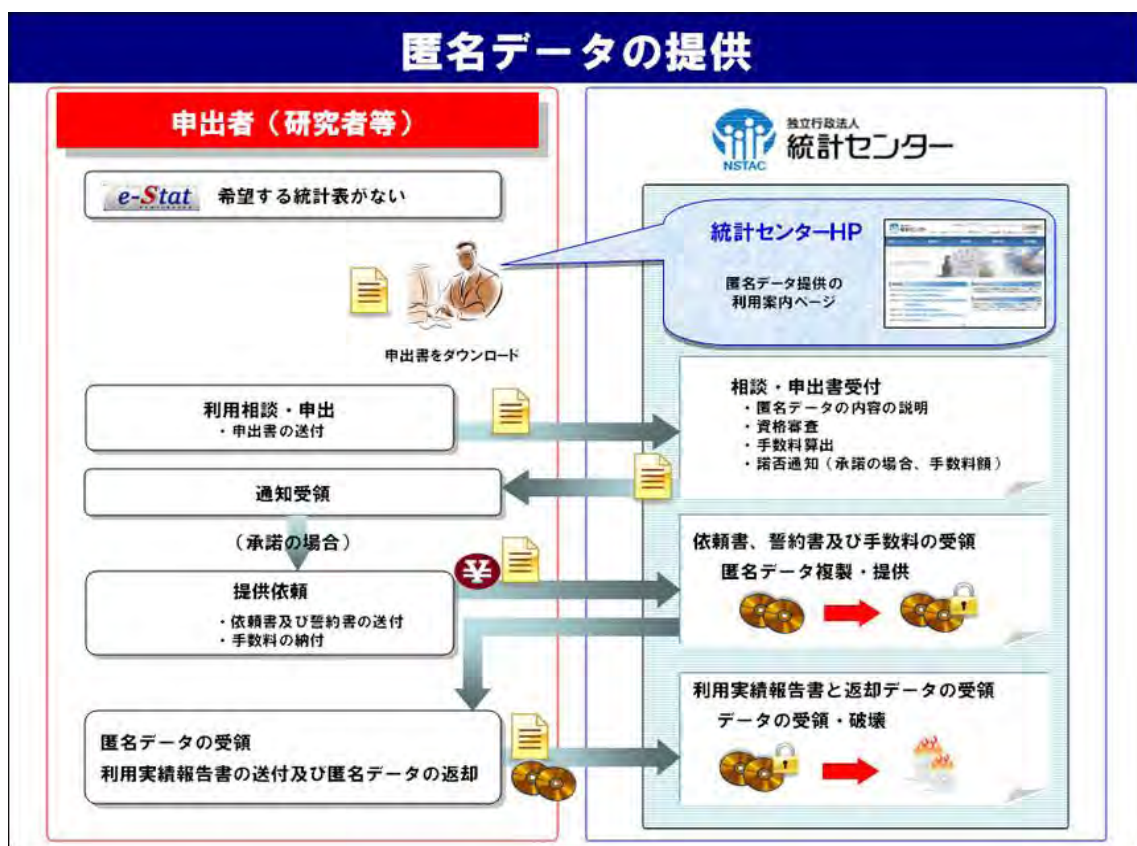 匿名データの提供
申出者（研究者等）
e-Stat 希望する統計表がない
申出書をダウンロード
利用相談・申出
・申出書の送付
通知受領
（承諾の場合）
提供依頼
・依頼書及び誓約書の送付
・手数料の納付
匿名データの受領
利用実績報告書の送付及び匿名データの返却
NSTAC
独立行政法人
統計センター
統計センターHP
匿名データ提供の
利用案内ページ
相談・申出書受付
・匿名データの内容の説明
・資格審査
・手数料算出
・諾否通知（承諾の場合、手数料額）
依頼書、誓約書及び手数料の受領
匿名データ複製・提供
利用実績報告書と返却データの受領
データの受領・破壊
¥